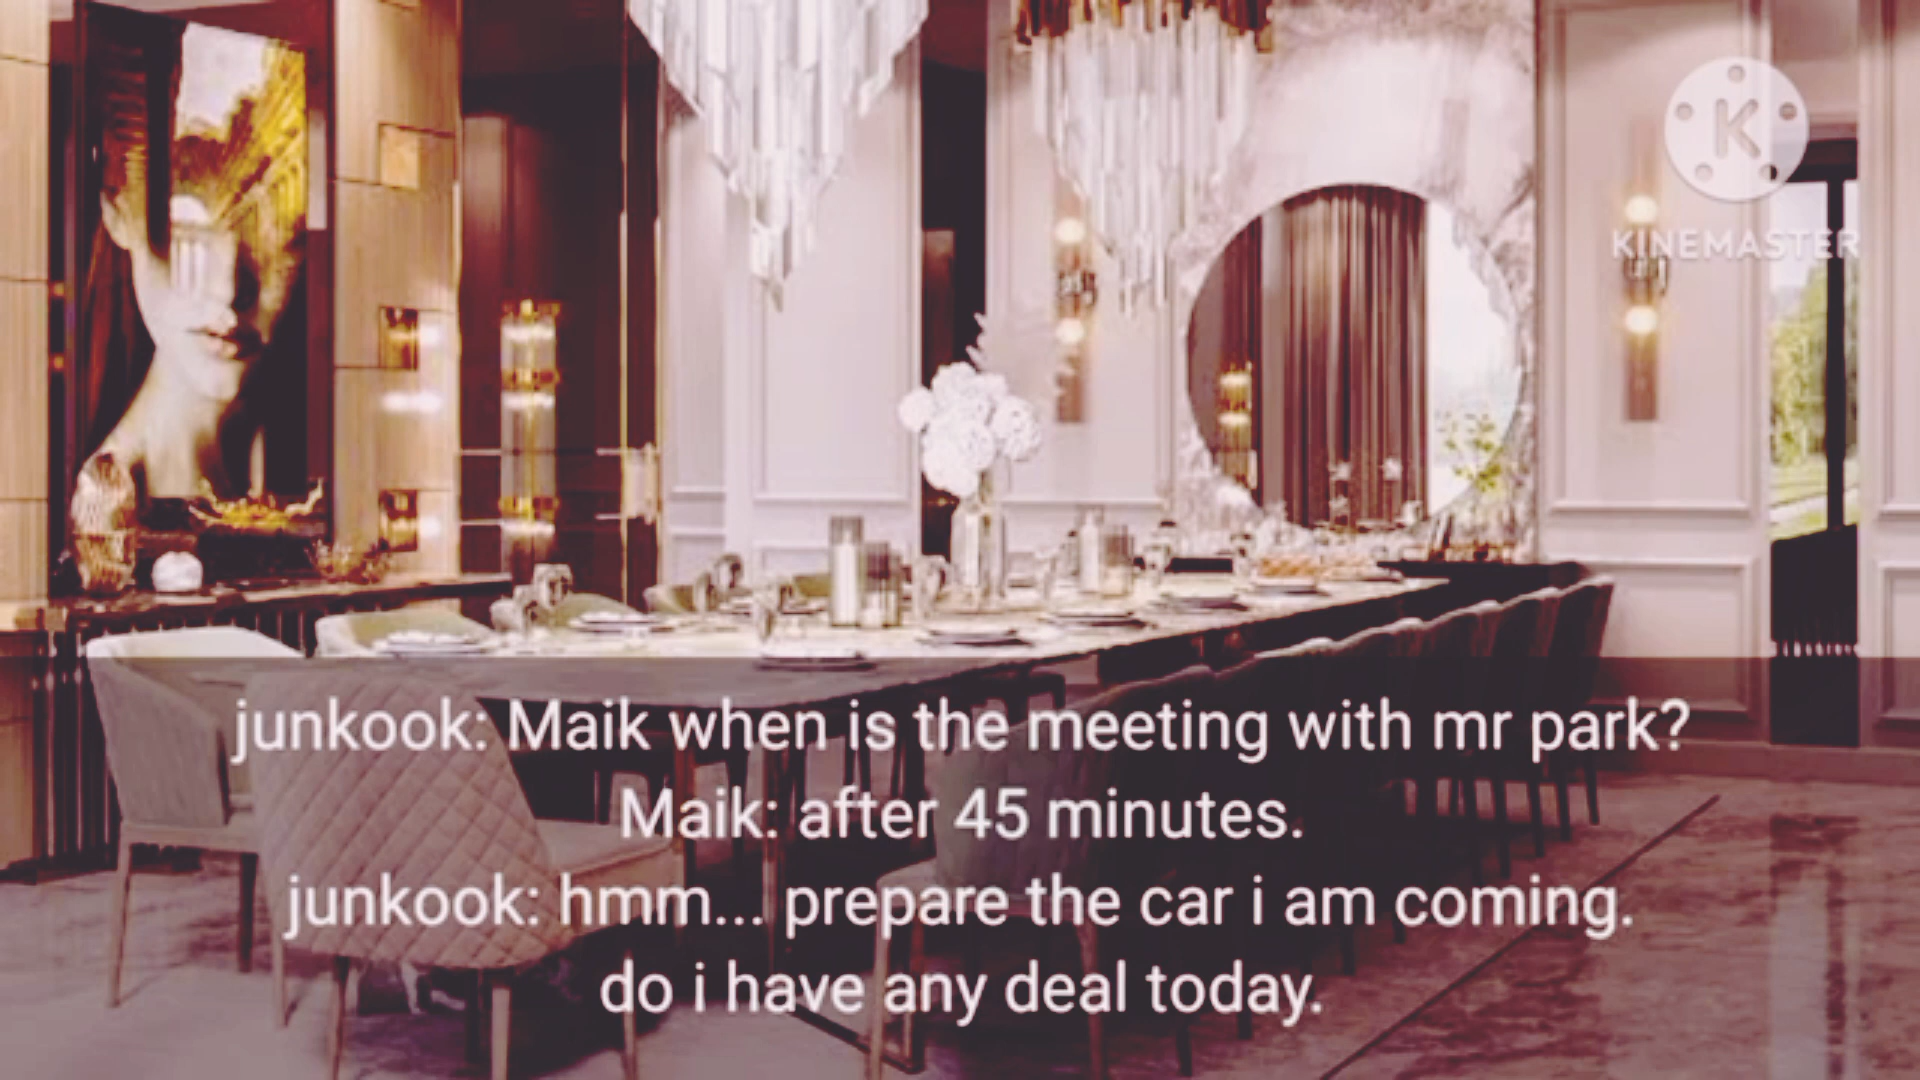 K
KINEMASTER
junkook: Maik when is the meeting with mr park?
Maik: after 45 minutes.
junkook: hmm... prepare the car i am coming.
do i have any deal today.